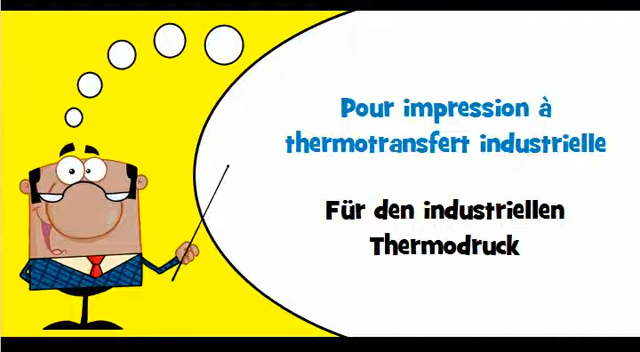 Pour impression à
thermotransfert industrielle
Für den industriellen
Thermodruck